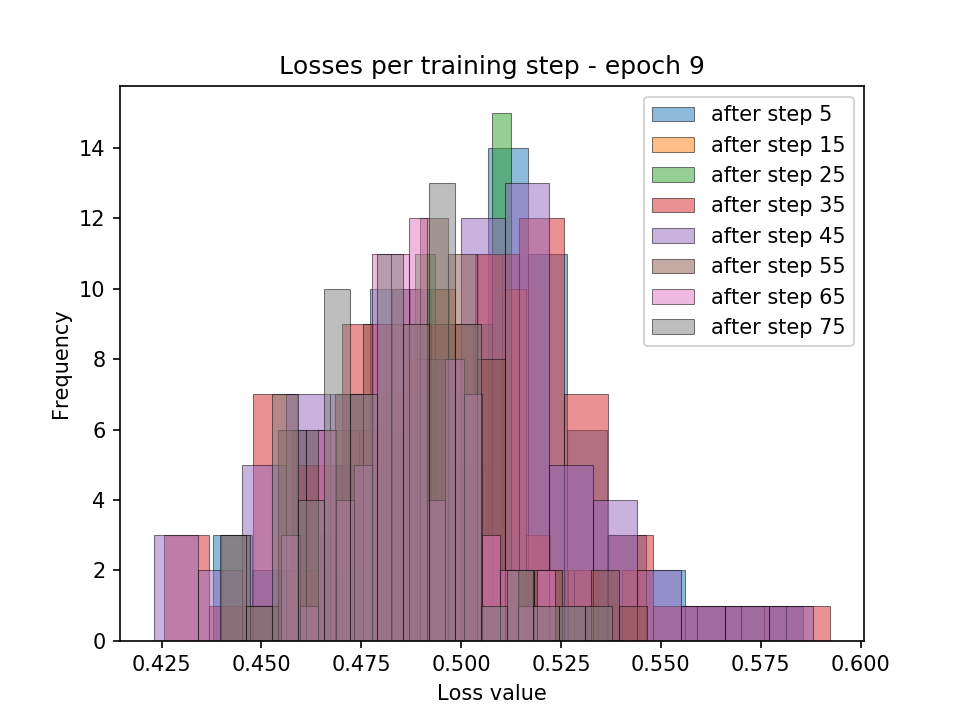 Losses per training step - epoch 9
after step 5
after step 15
after step 25
after step 35
after step 45
after step 55
after step 65
after step 75
Frequency
14
12
10
8
6
4
2
0
0.425 0.450 0.475 0.500 0.525 0.550 0.575 0.600
Loss value